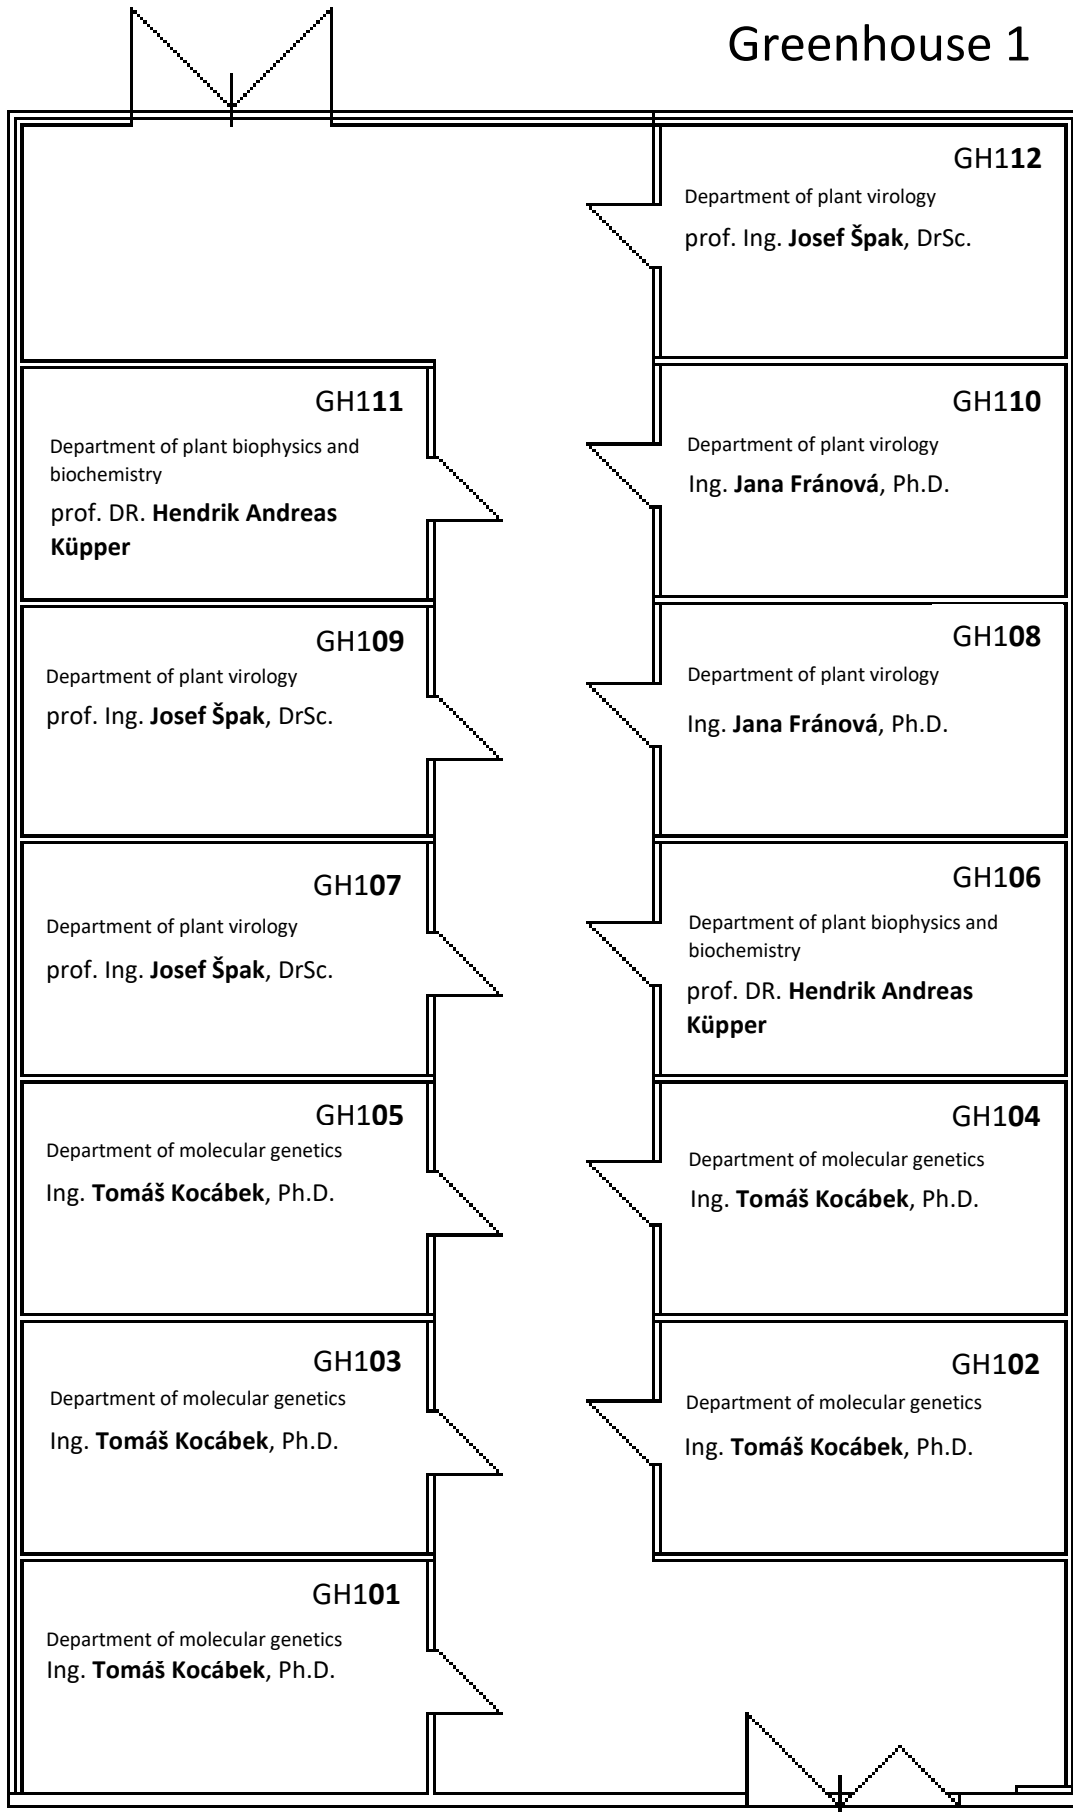 Greenhouse 1
GH112
Department of plant virology
prof. Ing. Josef Špak, DrSc.
GH111
Department of plant biophysics and
biochemistry
prof. DR. Hendrik Andreas
Küpper
GH110
Department of plant virology
Ing. Jana Fránová, Ph.D.
GH109
Department of plant virology
prof. Ing. Josef Špak, DrSc.
GH108
Department of plant virology
Ing. Jana Fránová, Ph.D.
GH107
Department of plant virology
prof. Ing. Josef Špak, DrSc.
GH106
Department of plant biophysics and
biochemistry
prof. DR. Hendrik Andreas
Küpper
GH105
Department of molecular genetics
Ing. Tomáš Kocábek, Ph.D.
GH104
Department of molecular genetics
Ing. Tomáš Kocábek, Ph.D.
GH103
Department of molecular genetics
Ing. Tomáš Kocábek, Ph.D.
GH102
Department of molecular genetics
Ing. Tomáš Kocábek, Ph.D.
GH101
Department of molecular genetics
Ing. Tomáš Kocábek, Ph.D.